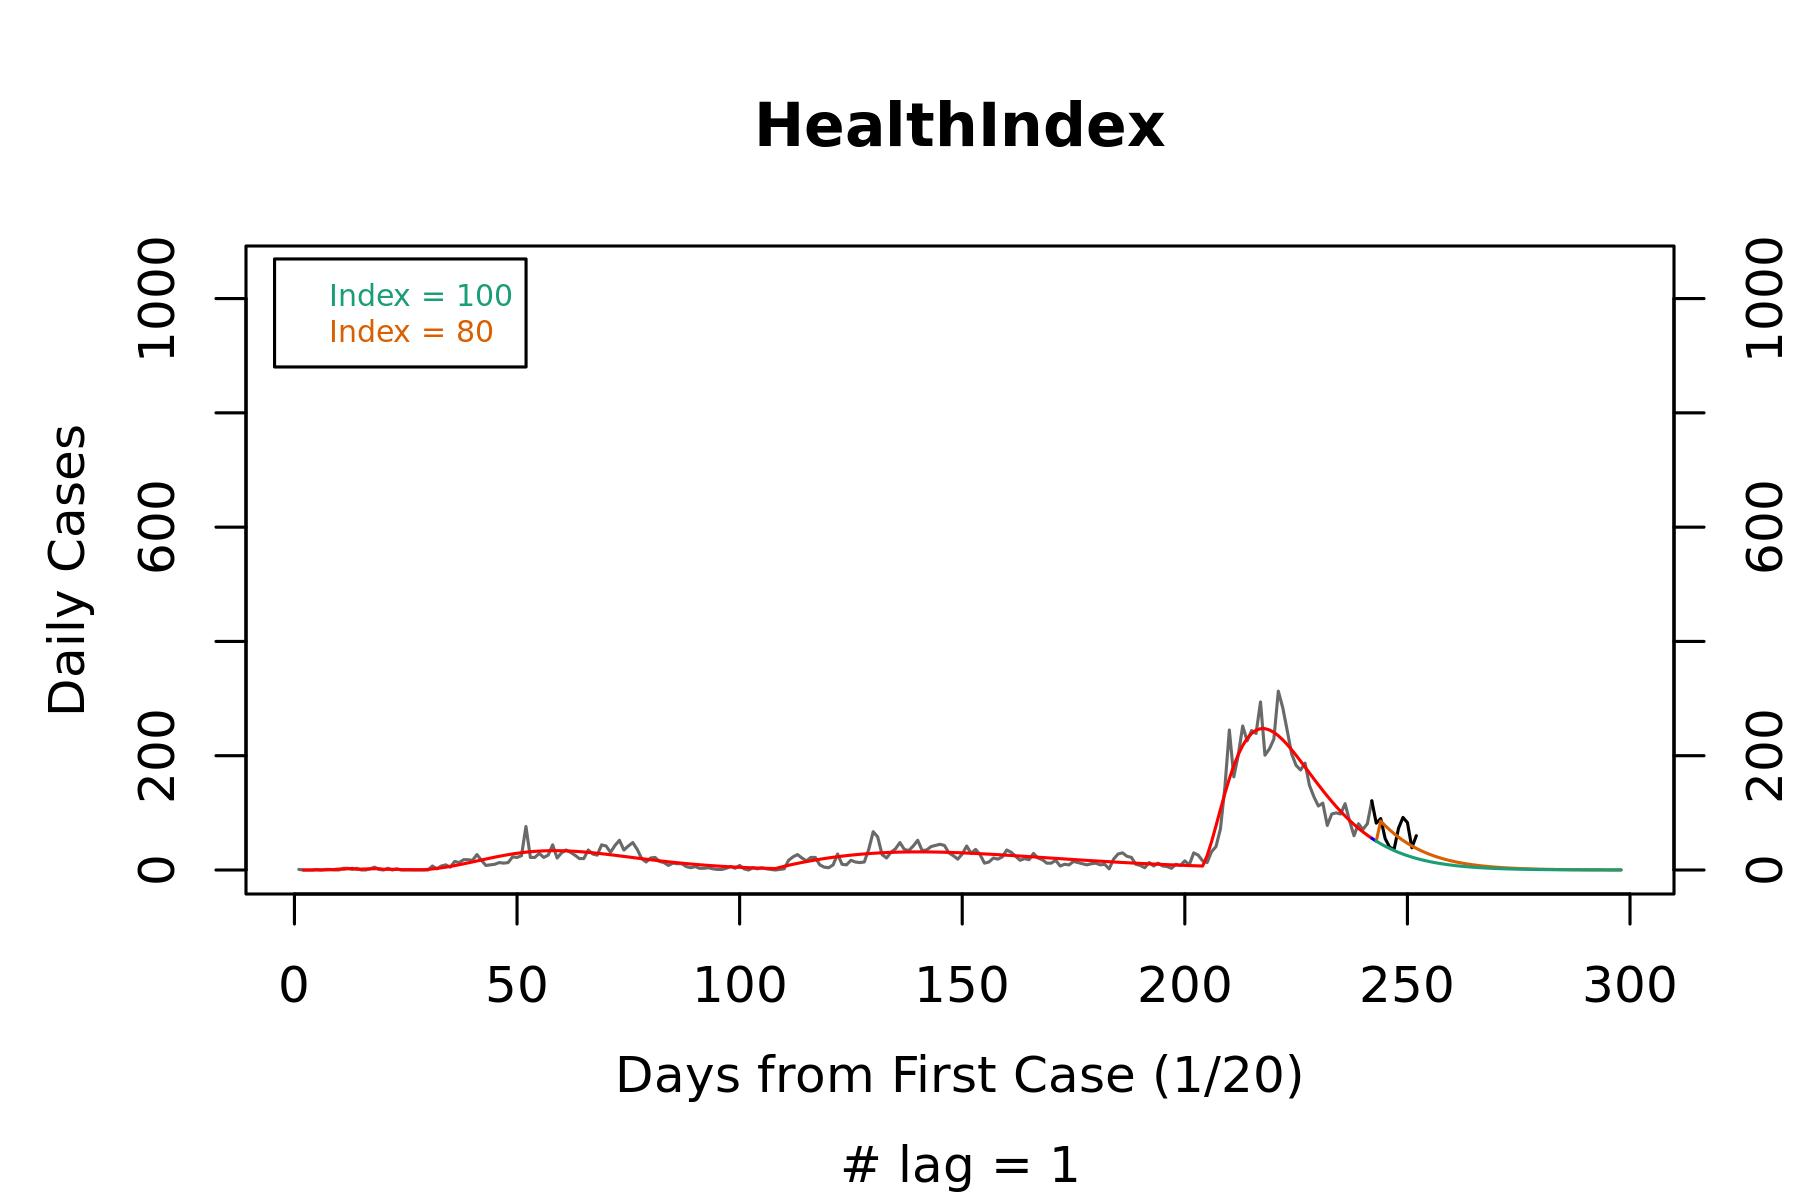 HealthIndex
Index = 100
Index = 80
Daily Cases
1000
600
200
0
1000
600
200
0
0 50 100 150 200 250 300
Days from First Case (1/20)
# lag = 1